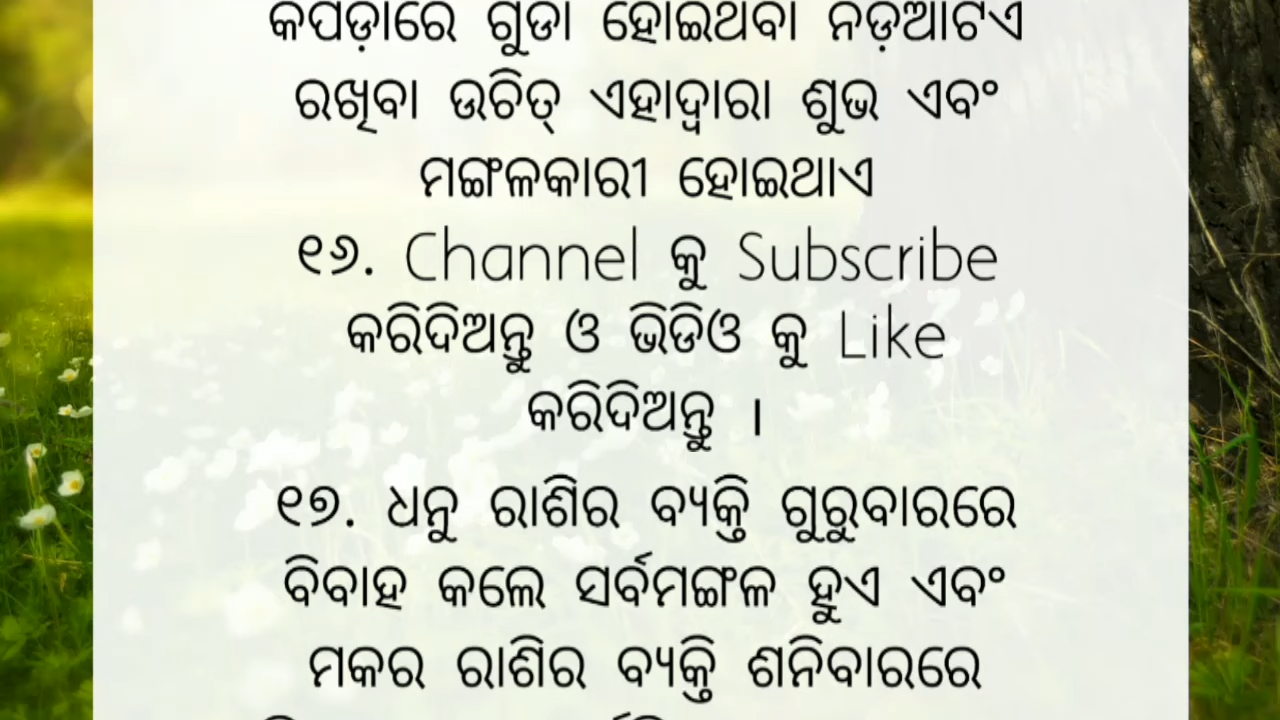 କପଡ଼ାରେ ଗୁଡା ହୋଇଥିବା ନଡ଼ିଆଟିଏ
ରଖିବା ଉଚିତ୍ ଏହାଦ୍ୱାରା ଶୁଭ ଏବଂ
ମଙ୍ଗଳକାରୀ ହୋଇଥାଏ
୧୬. Channel କୁ Subscribe
କରିଦିଅନ୍ତୁ ଓ ଭିଡିଓ କୁ Like
କରିଦିଅନ୍ତୁ ।
୧୭. ଧନୁ ରାଶିର ବ୍ୟକ୍ତି ଗୁରୁବାରରେ
ବିବାହ କଲେ ସର୍ବମଙ୍ଗଳ ହୁଏ ଏବଂ
ମକର ରାଶିର ବ୍ୟକ୍ତି ଶନିବାରରେ